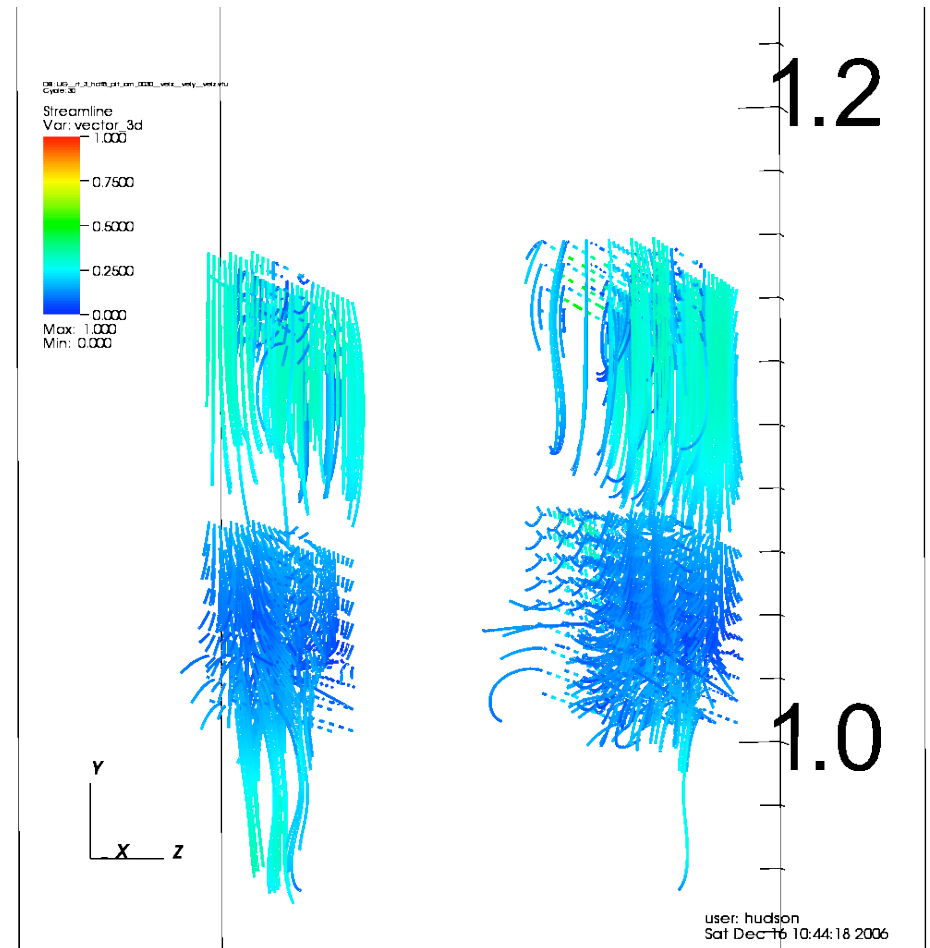 Cycle: 30
Streamline
Var: vector_3d
1.000
0.7500
0.5000
0.2500
0.000
Max: 1.000
Min: 0.000
1.2
1.0
Y
X
Z
user: hudson
Sat Dec 16 10:44:18 2006